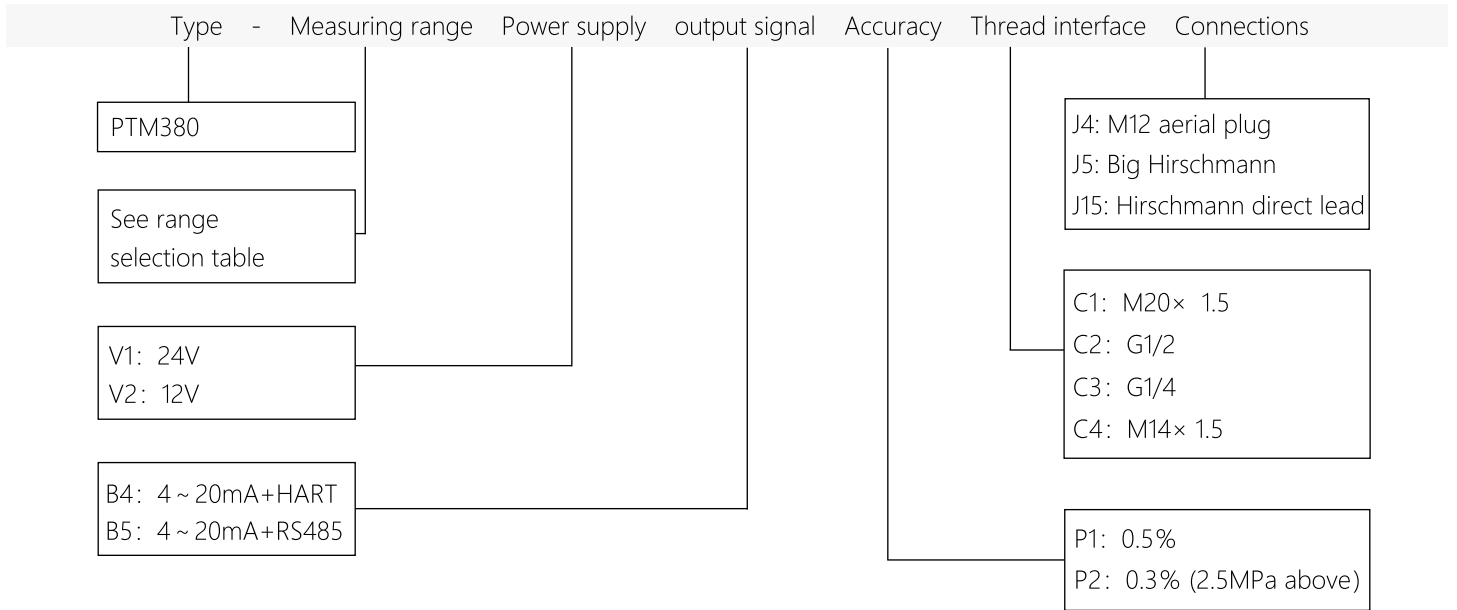 Type - Measuring range Power supply output signal Accuracy Thread interface Connections
PTM380
See range
selection table
V1: 24V
V2: 12V
B4: 4~20mA+HART
B5: 4~20mA+RS485
J4: M12 aerial plug
J5: Big Hirschmann
J15: Hirschmann direct lead
C1: M20× 1.5
C2: G1/2
C3: G1/4
C4: M14× 1.5
P1: 0.5%
P2: 0.3% (2.5MPa above)